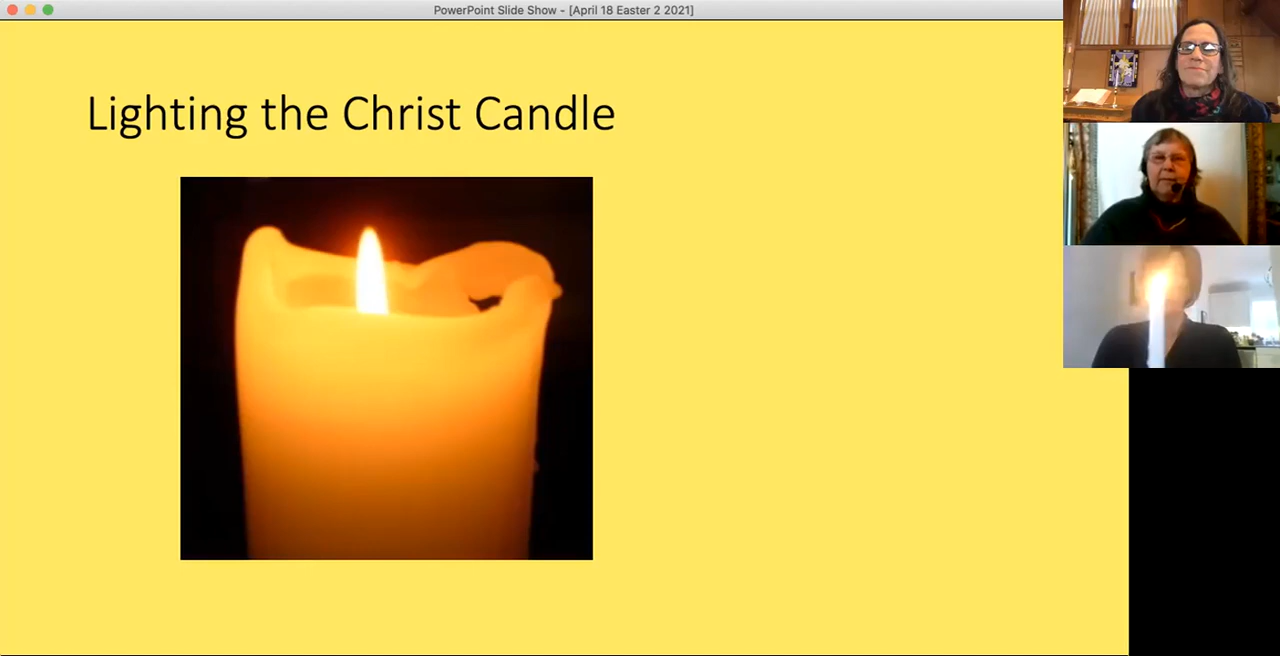 PowerPoint Slide Show - [April 18 Easter 2 2021]
Lighting the Christ Candle